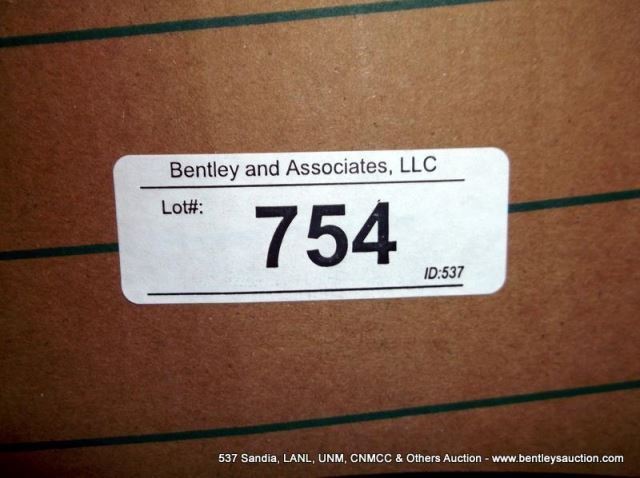 Bentley and Associates, LLC
Lot#:
754
ID:537
537 Sandia, LANL, UNM, CNMCC & Others Auction - www.bentleysauction.com